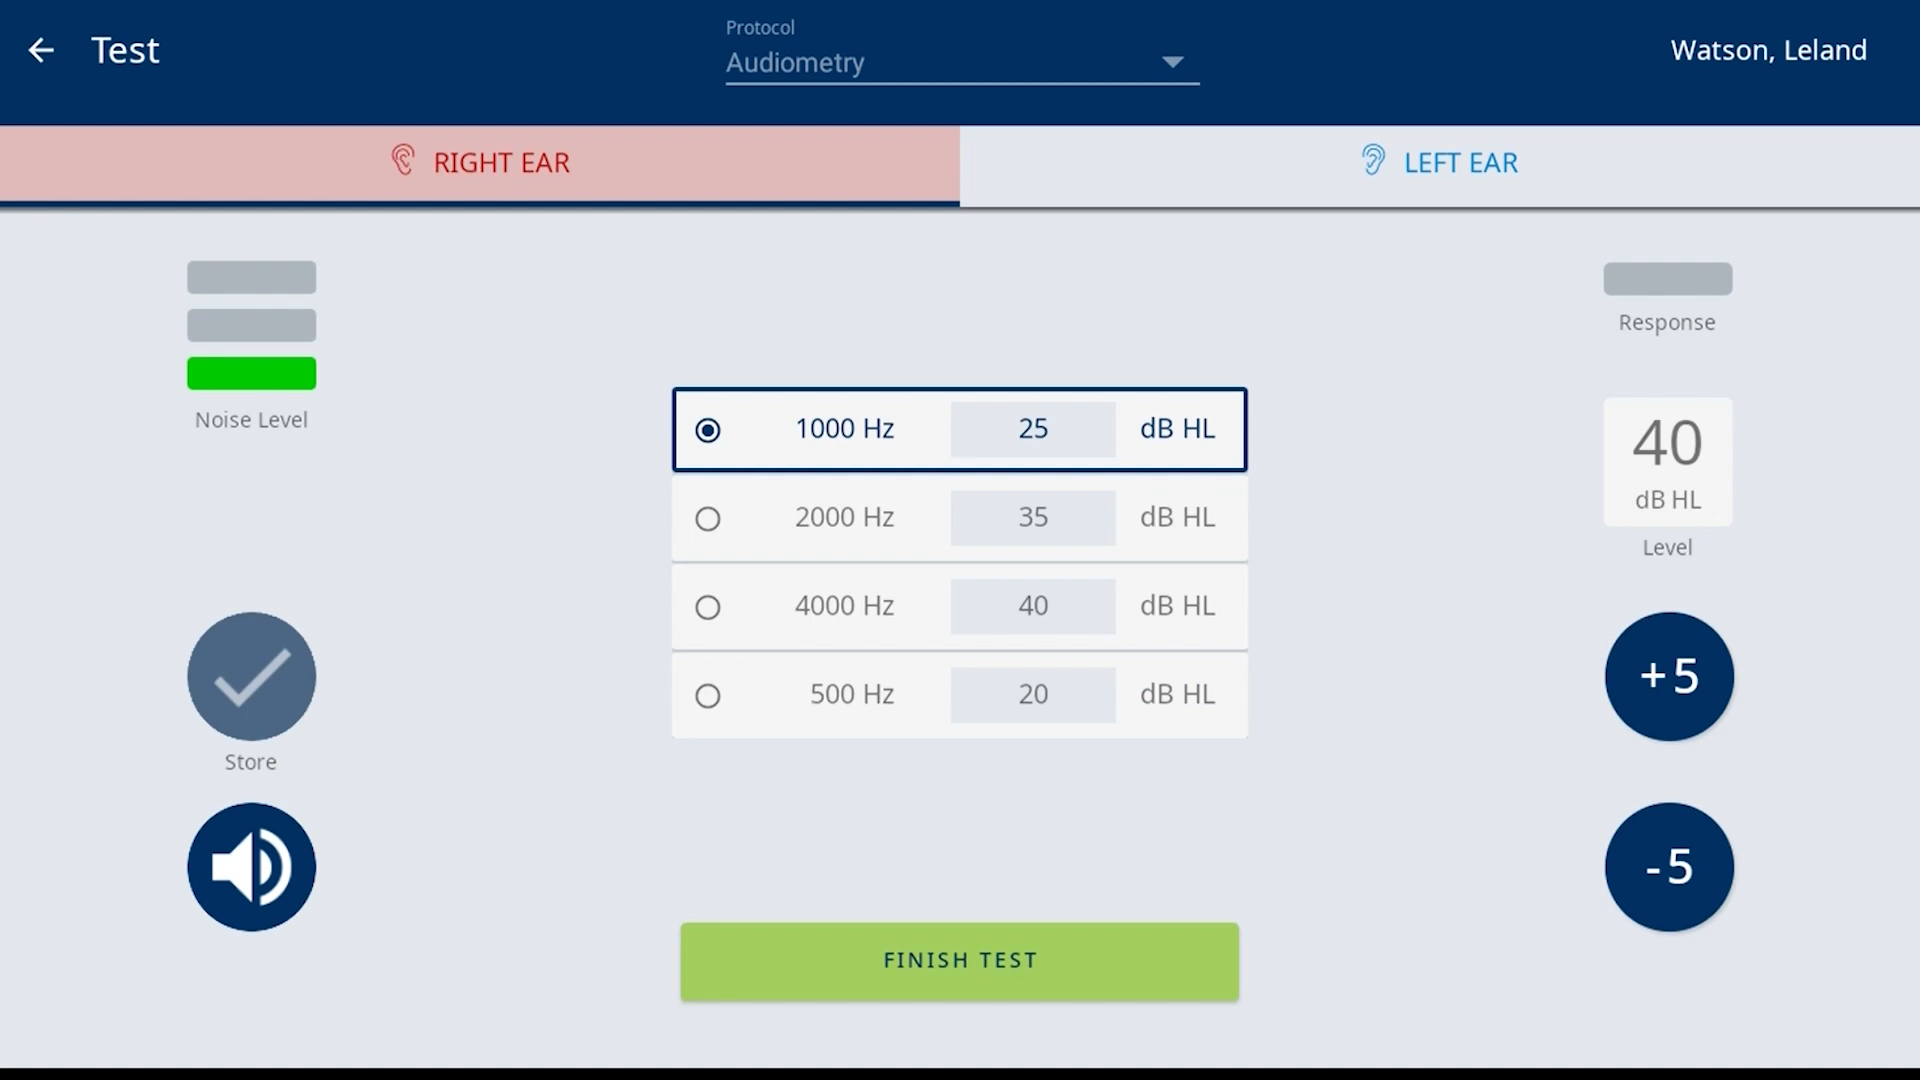 Test
Protocol
Audiometry
Watson, Leland
RIGHT EAR
LEFT EAR
Noise Level
Response
1000 Hz 25 dB HL
2000 Hz 35 dB HL
4000 Hz 40 dB HL
500 Hz 20 dB HL
40
dB HL
Level
Store
+5
-5
FINISH TEST